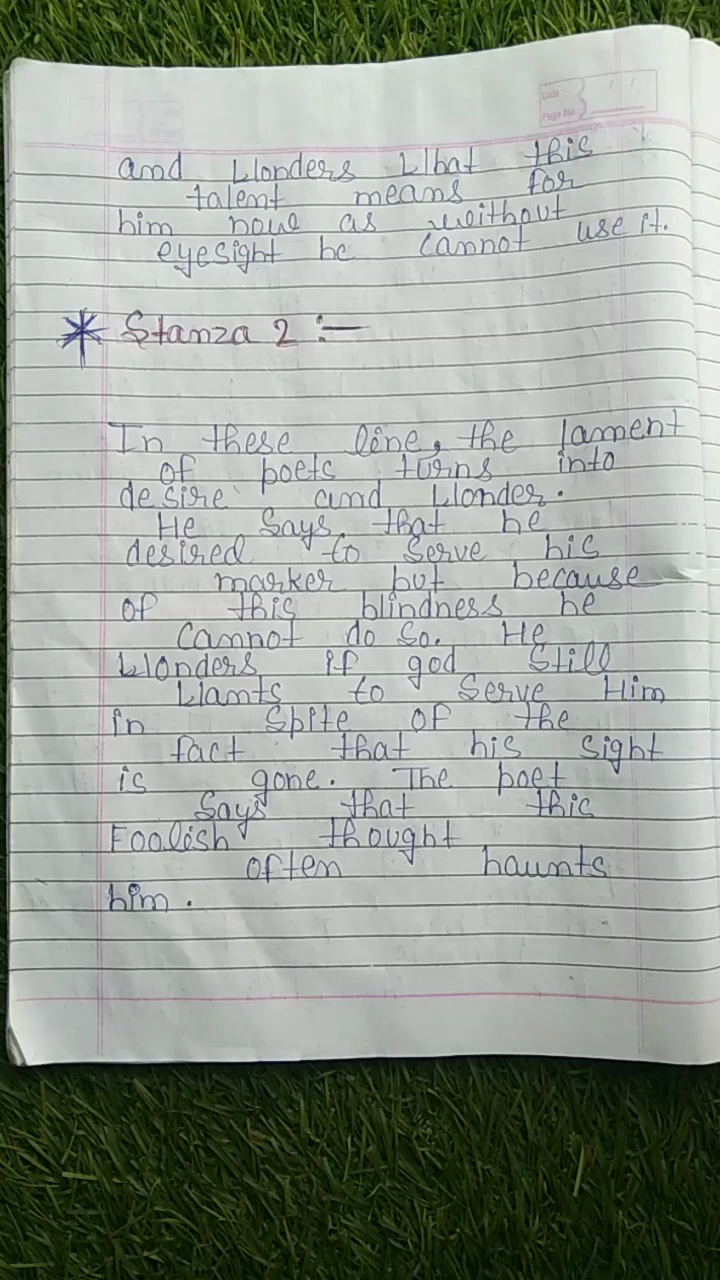 Date : / /
Page No.
and Wonders What this
talent means for
him now as without
eyesight he cannot use it.
* Stanza 2 :-
In these line, the lament
of poets turns into
desire and Wonder.
He Says that he
desired to Serve his
marker but because
of this blindness he
Cannot do So. He
Wonders if god Still
Wants to Serve Him
in Spite of the
fact that his sight
is gone. The poet
Says that this
Foolish thought
often haunts
him.